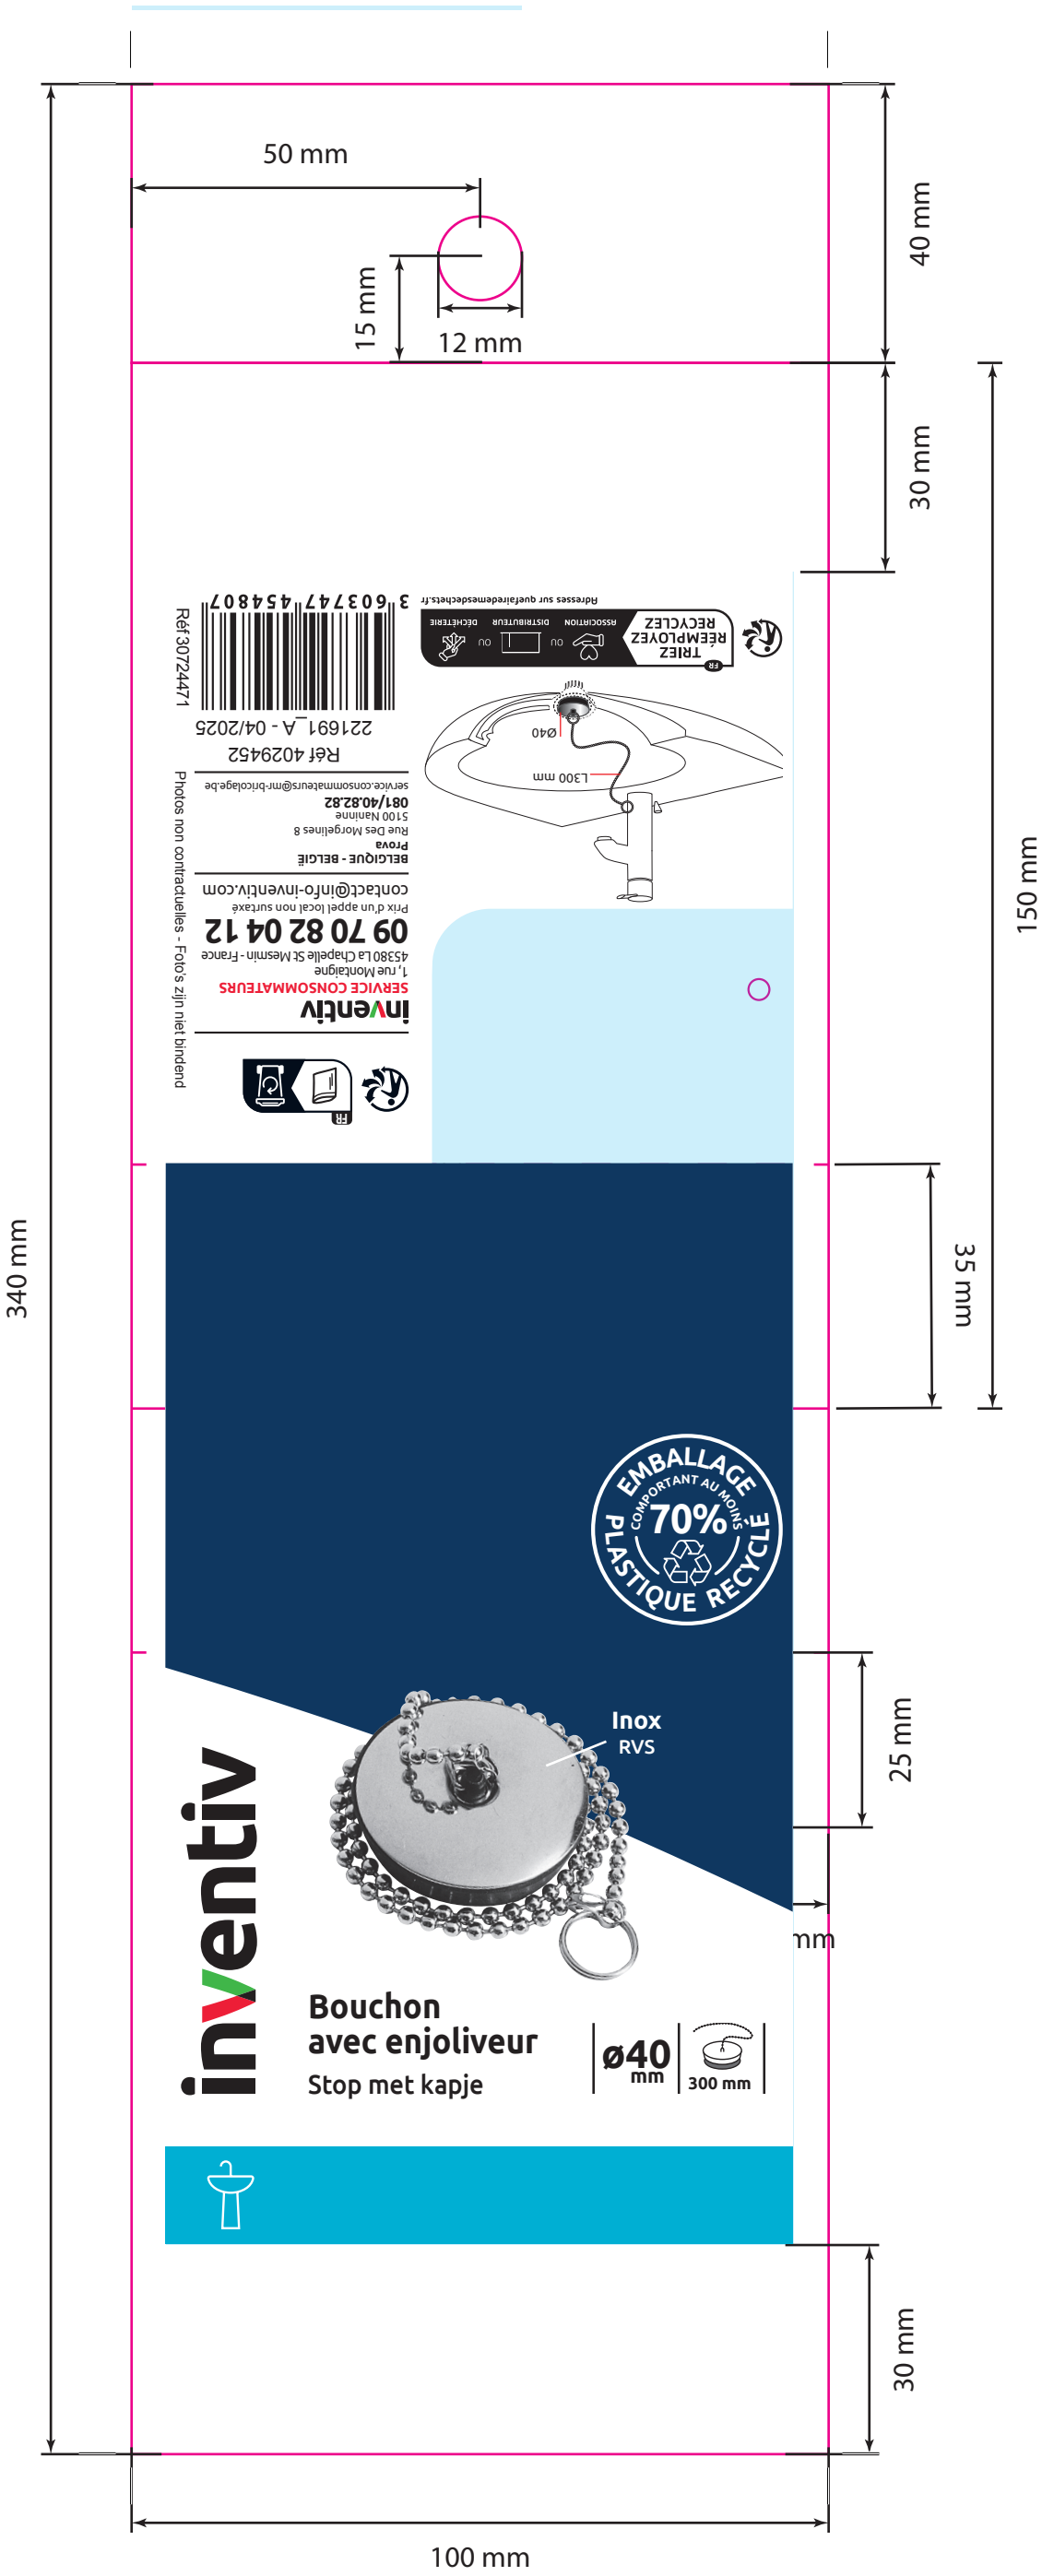 50 mm
40 mm
15 mm
12 mm
30 mm
150 mm
340 mm
35 mm
3 603747 454807
Réf 30724471
221691_A - 04/2025
Réf 4029452
Photos non contractuelles - Foto's zijn niet bindend
service.consommateurs@mr-bricolage.be
081/40.82.82
5100 Naninne
Rue Des Morgelines 8
Prova
BELGIQUE - BELGIË
contact@info-inventiv.com
Prix d'un appel local non surtaxé
09 70 82 04 12
45380 La Chapelle St Mesmin - France
1, rue Montaigne
SERVICE CONSOMMATEURS
inventiv
FR
Adresses sur quefairedemesdechets.fr
FR
TRIEZ
RÉEMPLOYEZ
RECYCLEZ
ASSOCIATION
OU
DISTRIBUTEUR
OU
DÉCHÈTERIE
Ø40
L300 mm
EMBALLAGE
COMPORTANT AU MOINS
70%
PLASTIQUE RECYCLÉ
Inox
RVS
25 mm
mm
inventiv
Bouchon
avec enjoliveur
Stop met kapje
ø40
mm
300 mm
30 mm
100 mm